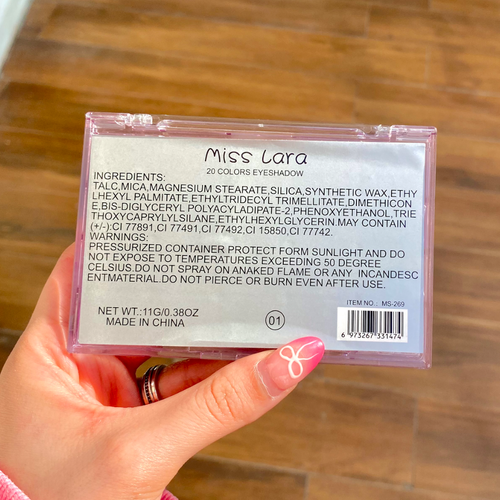 Miss Lara
20 COLORS EYESHADOW
INGREDIENTS:
TALC,MICA,MAGNESIUM STEARATE,SILICA,SYNTHETIC WAX,ETHY
LHEXYL PALMITATE,ETHYLTRIDECYL TRIMELLITATE,DIMETHICON
E,BIS-DIGLYCERYL POLYACYLADIPATE-2,PHENOXYETHANOL,TRIE
THOXYCAPRYLYLSILANE,ETHYLHEXYLGLYCERIN.MAY CONTAIN
(+/-):CI 77891,CI 77491,CI 77492,CI 15850,CI 77742.
WARNINGS:
PRESSURIZED CONTAINER PROTECT FORM SUNLIGHT AND DO
NOT EXPOSE TO TEMPERATURES EXCEEDING 50 DEGREE
CELSIUS.DO NOT SPRAY ON ANAKED FLAME OR ANY INCANDESC
ENTMATERIAL.DO NOT PIERCE OR BURN EVEN AFTER USE.
ITEM NO.: MS-269
NET WT.:11G/0.38OZ
MADE IN CHINA
01
6 973267 331474